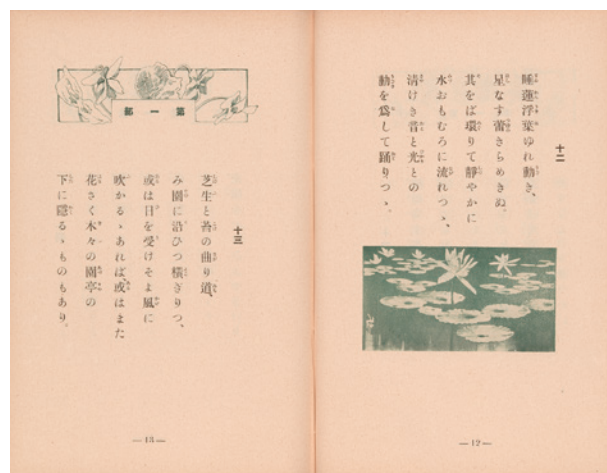 十二
睡蓮浮葉ゆれ動き、
星なす蕾きらめきぬ。
其をば環りて靜やかに
水おもむろに流れつゝ、
清けき音と光との
動を爲して踊りつゝ。
—12—
第一部
十三
芝生と苔の曲り道、
み園に沿ひつ横ぎりつ、
或は日を受けそよ風に
吹かるゝあれば、或はまた
花さく木々の園亭の
下に隱るゝものもあり。
—13—